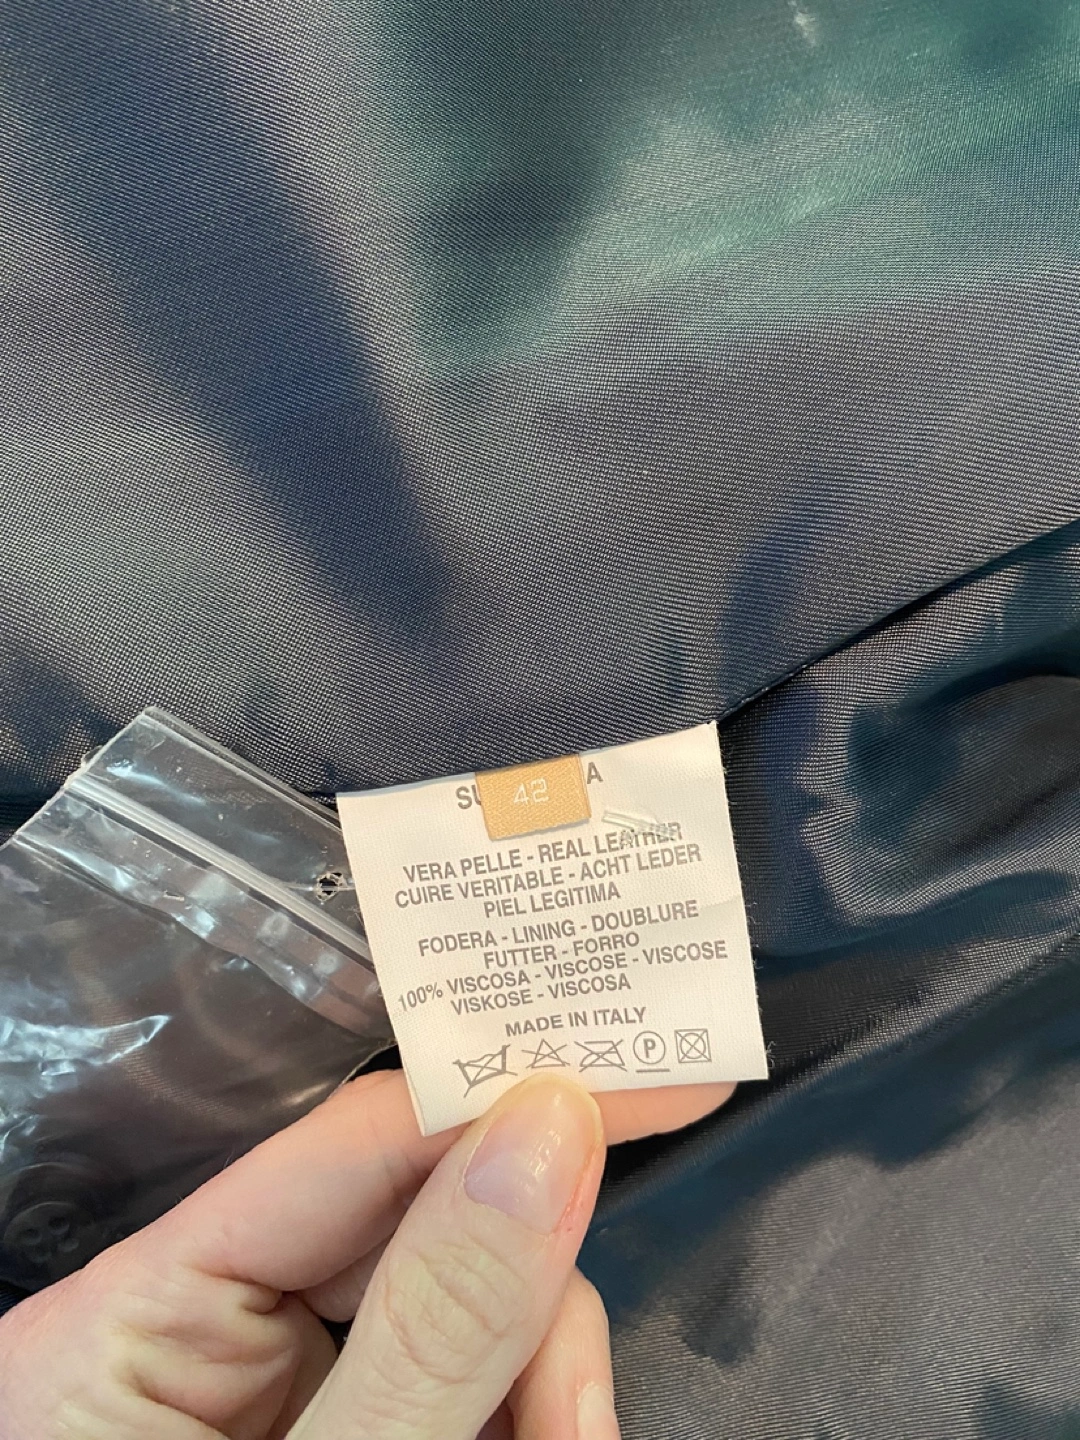 42
VERA PELLE - REAL LEATHER
CUIRE VERITABLE - ACHT LEDER
PIEL LEGITIMA
FODERA - LINING - DOUBLURE
FUTTER - FORRO
100% VISCOSA - VISCOSE - VISCOSE
VISKOSE - VISCOSA
MADE IN ITALY
P